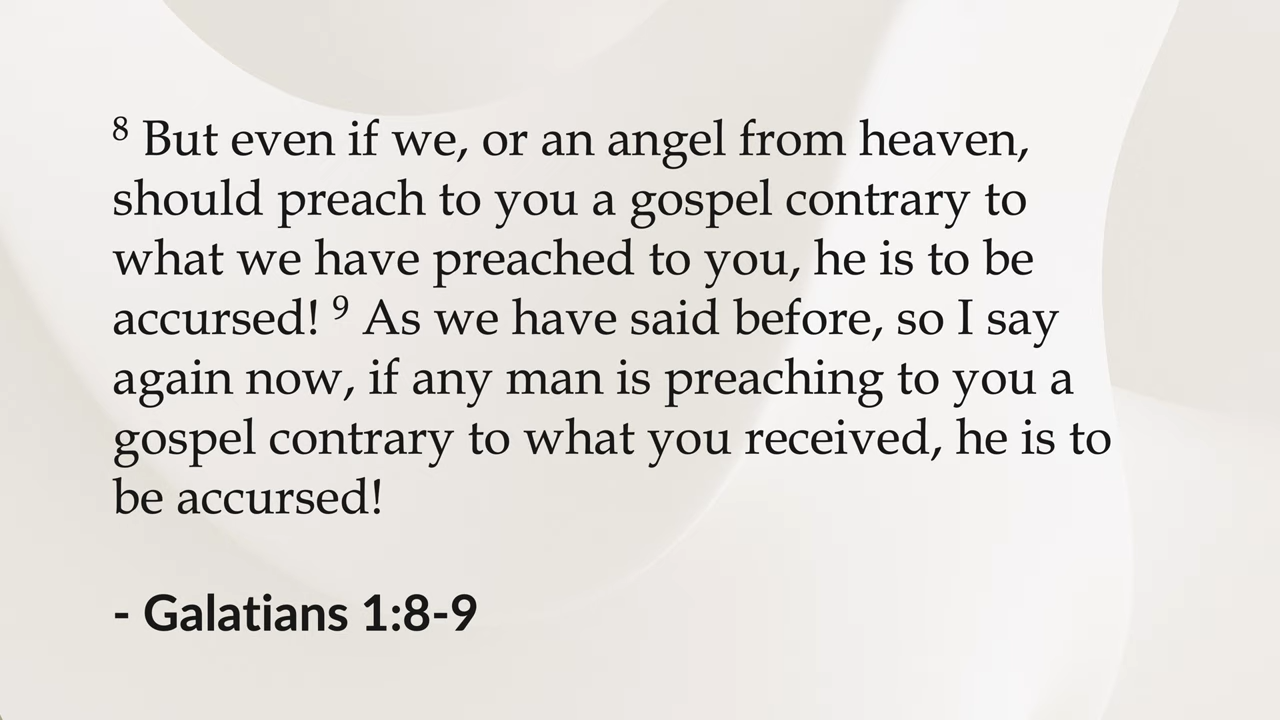 ⁸ But even if we, or an angel from heaven,
should preach to you a gospel contrary to
what we have preached to you, he is to be
accursed! ⁹ As we have said before, so I say
again now, if any man is preaching to you a
gospel contrary to what you received, he is to
be accursed!
- Galatians 1:8-9